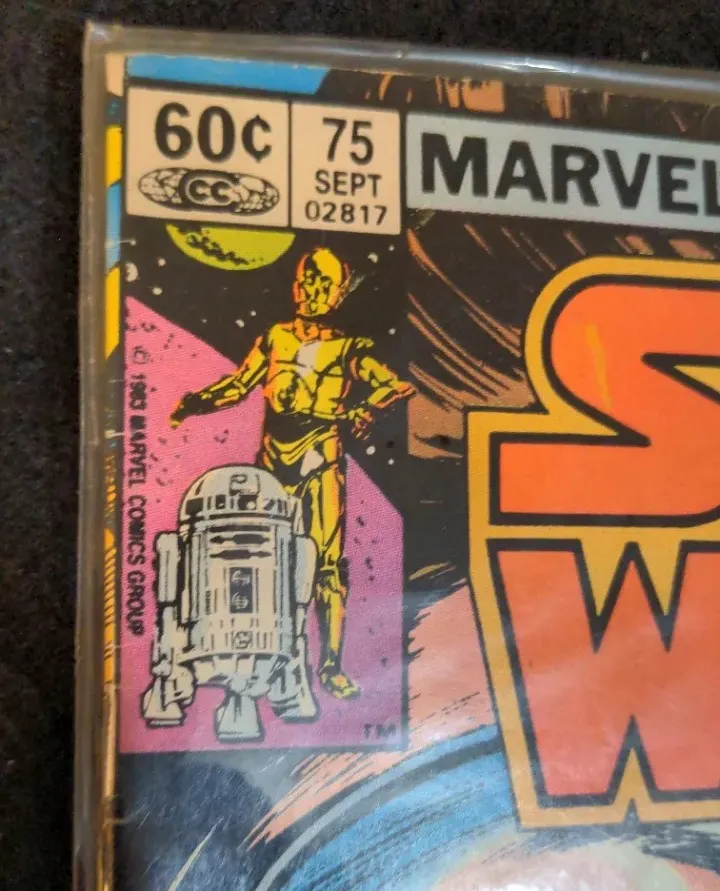 60¢
CC
75
SEPT
02817
MARVEL
© 1983 MARVEL COMICS GROUP
S
W
TM